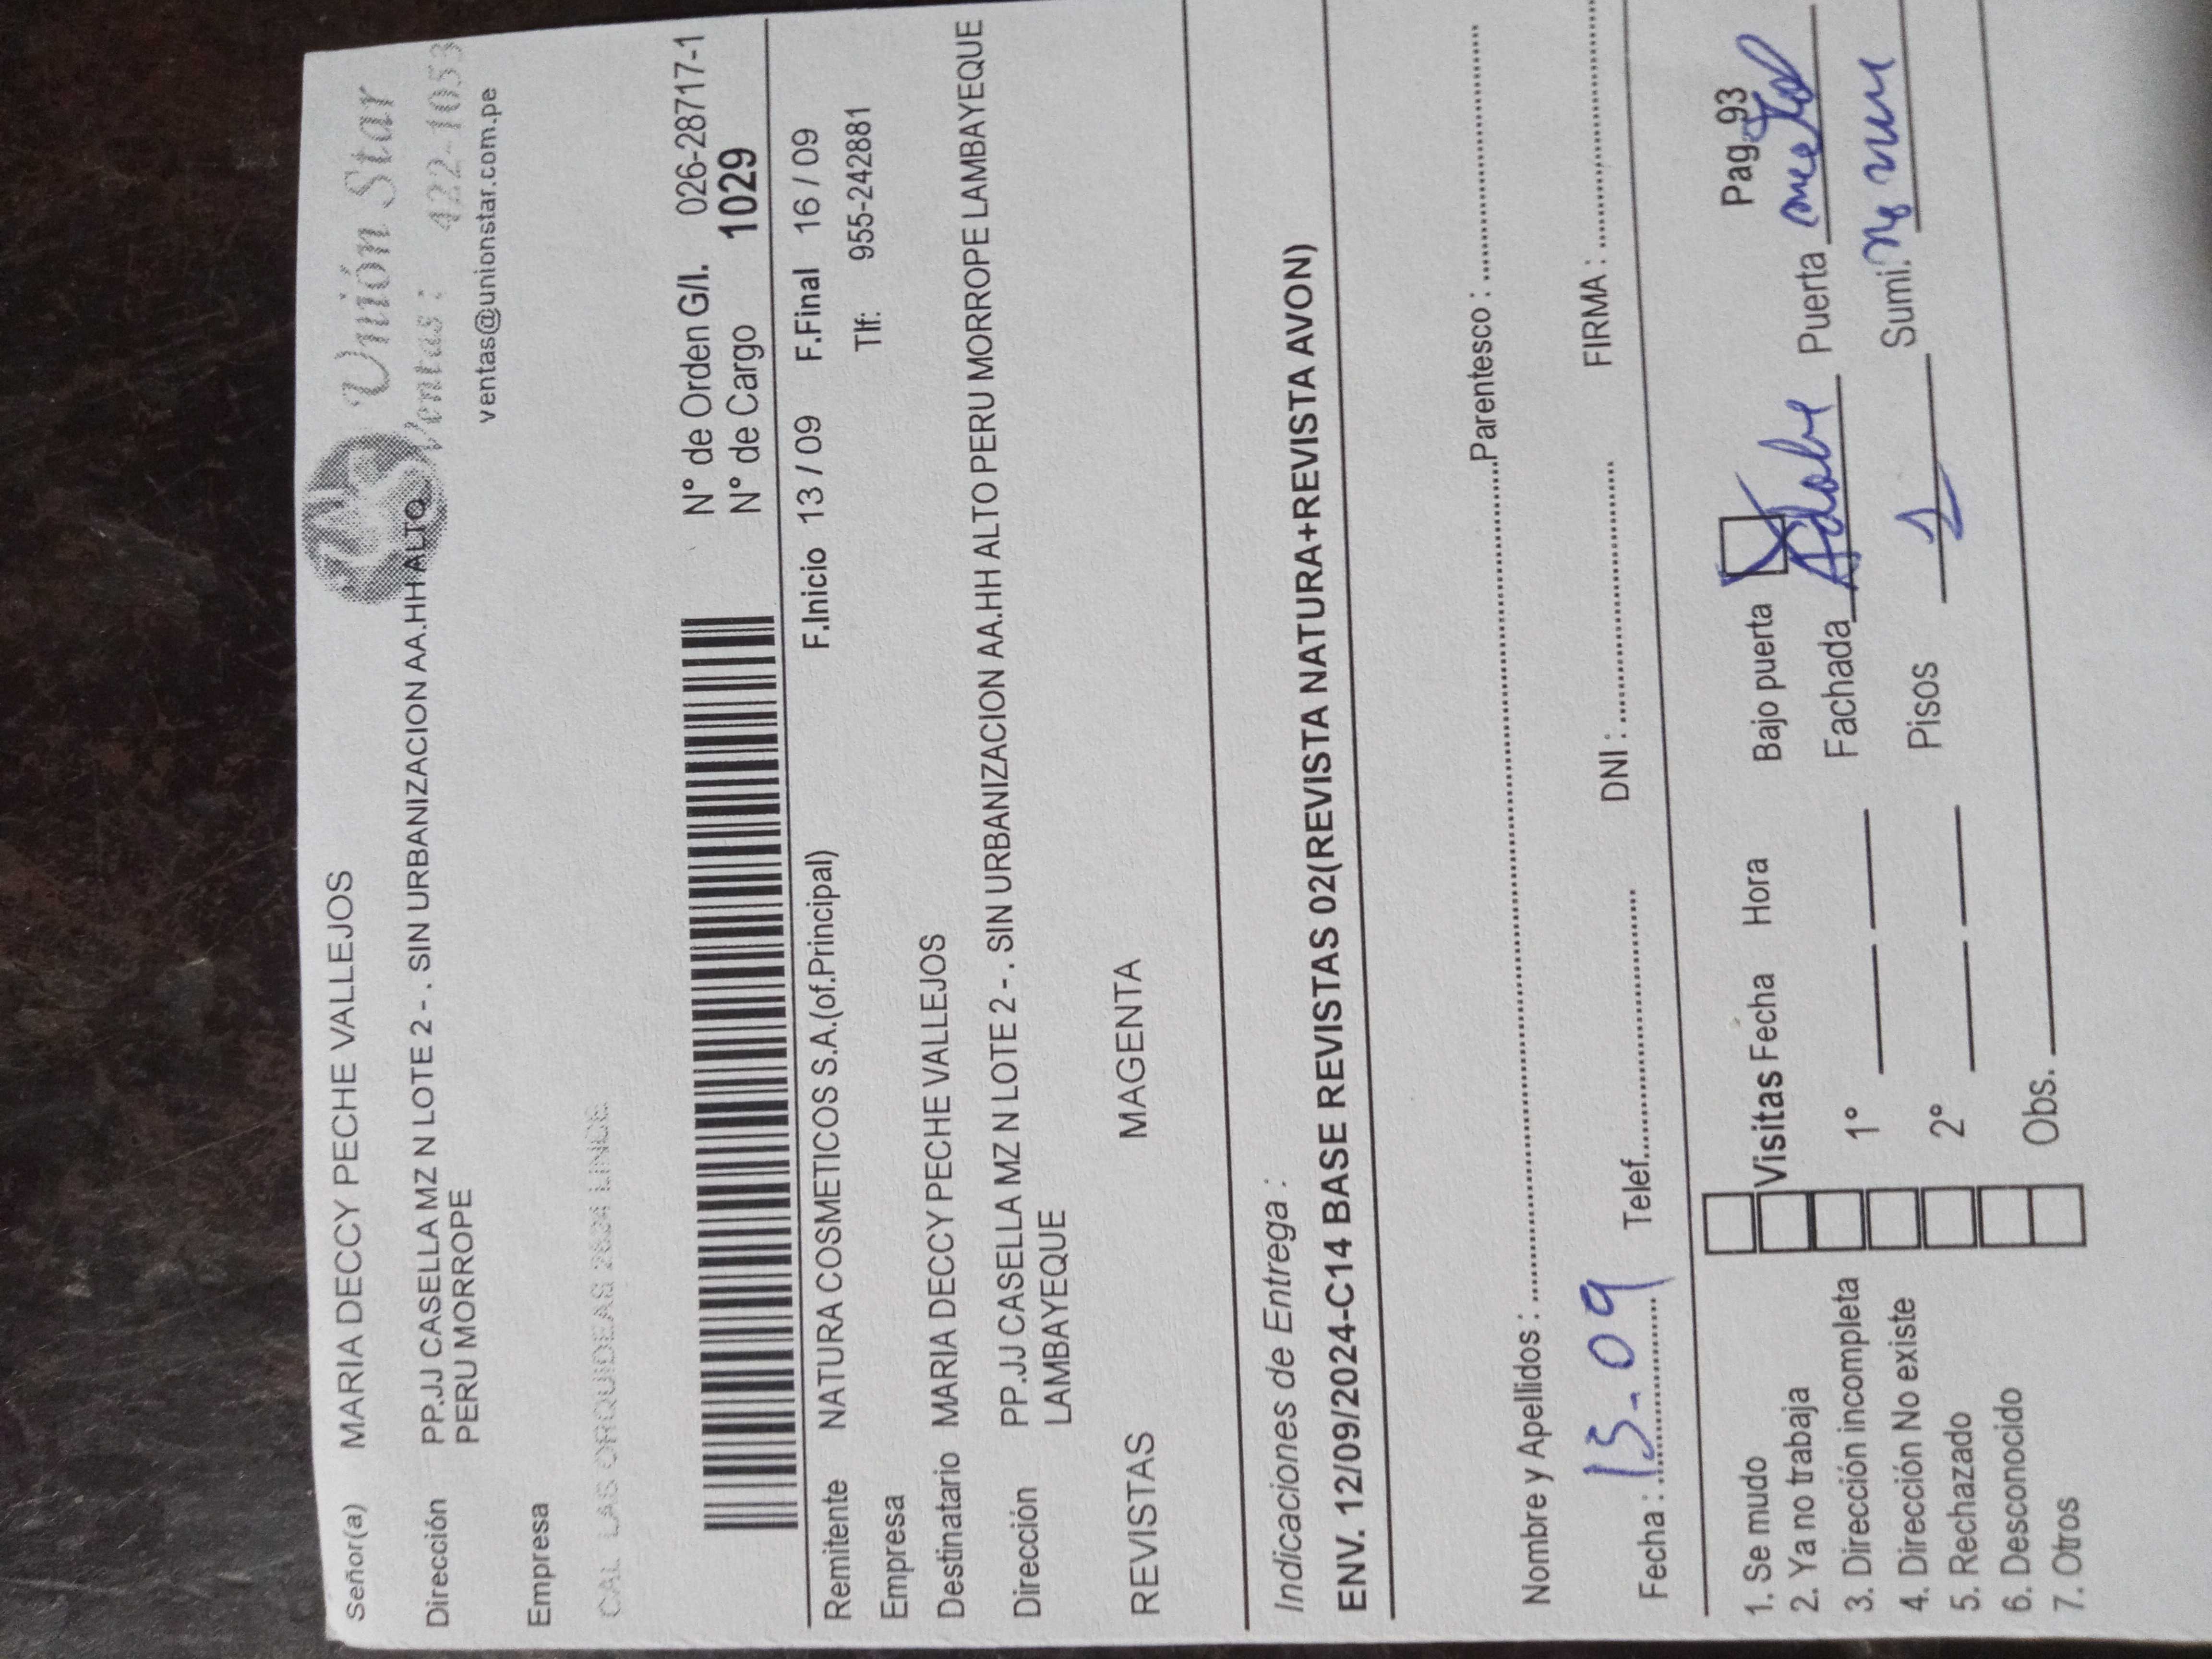 Señor(a) MARIA DECCY PECHE VALLEJOS
Unión Star
Ventas : 422-1053
ventas@unionstar.com.pe
Dirección PP.JJ CASELLA MZ N LOTE 2 - . SIN URBANIZACION AA.HH ALTO
PERU MORROPE
Empresa
CAL. LAS ORQUIDEAS 2634 LINCE
N° de Orden G/I. 026-28717-1
N° de Cargo 1029
Remitente NATURA COSMETICOS S.A.(of.Principal) F.Inicio 13 / 09 F.Final 16 / 09
Empresa Tlf: 955-242881
Destinatario MARIA DECCY PECHE VALLEJOS
Dirección PP.JJ CASELLA MZ N LOTE 2 - . SIN URBANIZACION AA.HH ALTO PERU MORROPE LAMBAYEQUE
LAMBAYEQUE
REVISTAS MAGENTA
Indicaciones de Entrega :
ENV. 12/09/2024-C14 BASE REVISTAS 02(REVISTA NATURA+REVISTA AVON)
Nombre y Apellidos : Parentesco :
Fecha : 15-09 Telef. DNI : FIRMA :
1. Se mudo Visitas Fecha Hora Bajo puerta Pag.93
2. Ya no trabaja
3. Dirección incompleta 1° Fachada Adobe Puerta metal
4. Dirección No existe
5. Rechazado 2° Pisos 1 Sumi.
6. Desconocido
7. Otros Obs.